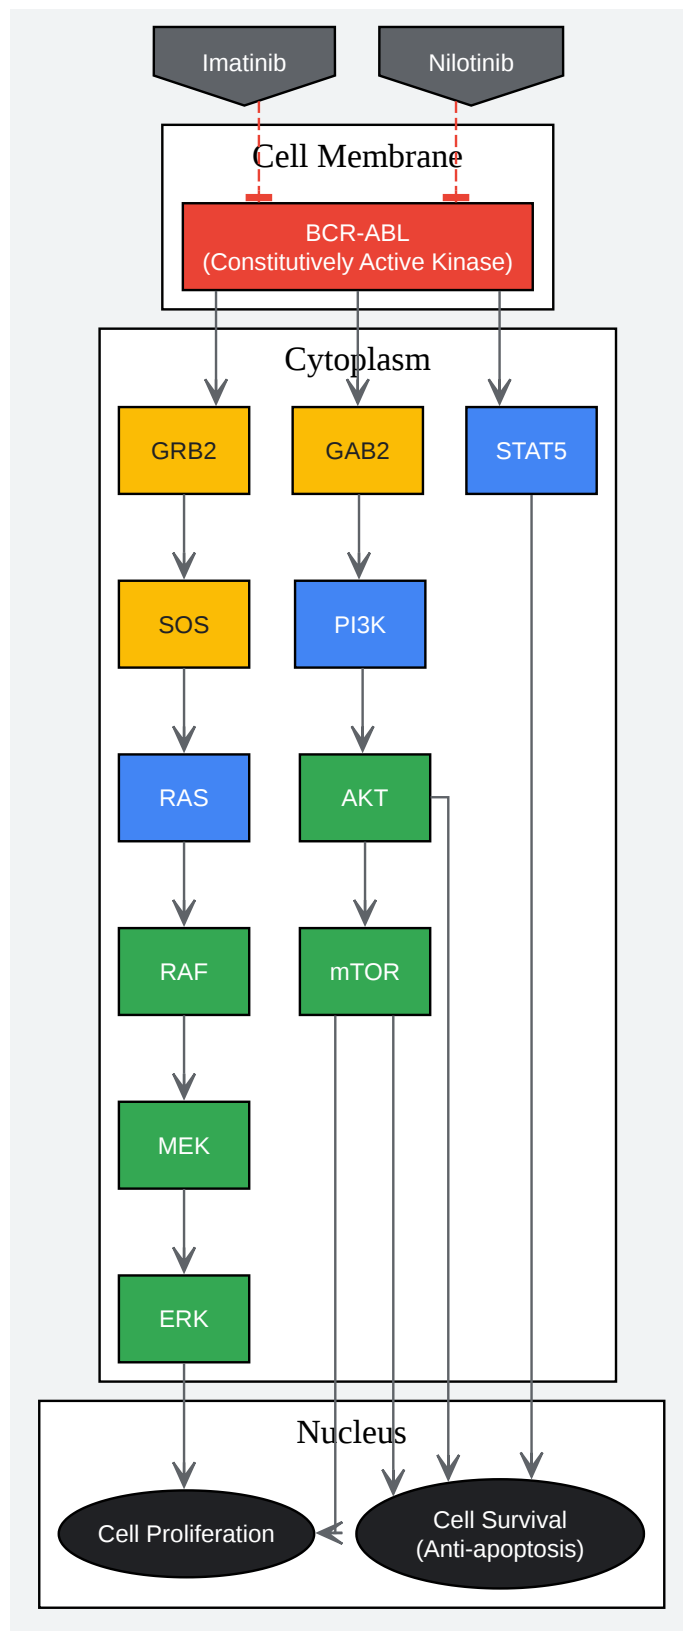 Imatinib
Nilotinib
Cell Membrane
BCR-ABL
(Constitutively Active Kinase)
Cytoplasm
GRB2
GAB2
STAT5
SOS
PI3K
RAS
AKT
RAF
mTOR
MEK
ERK
Nucleus
Cell Proliferation
Cell Survival
(Anti-apoptosis)